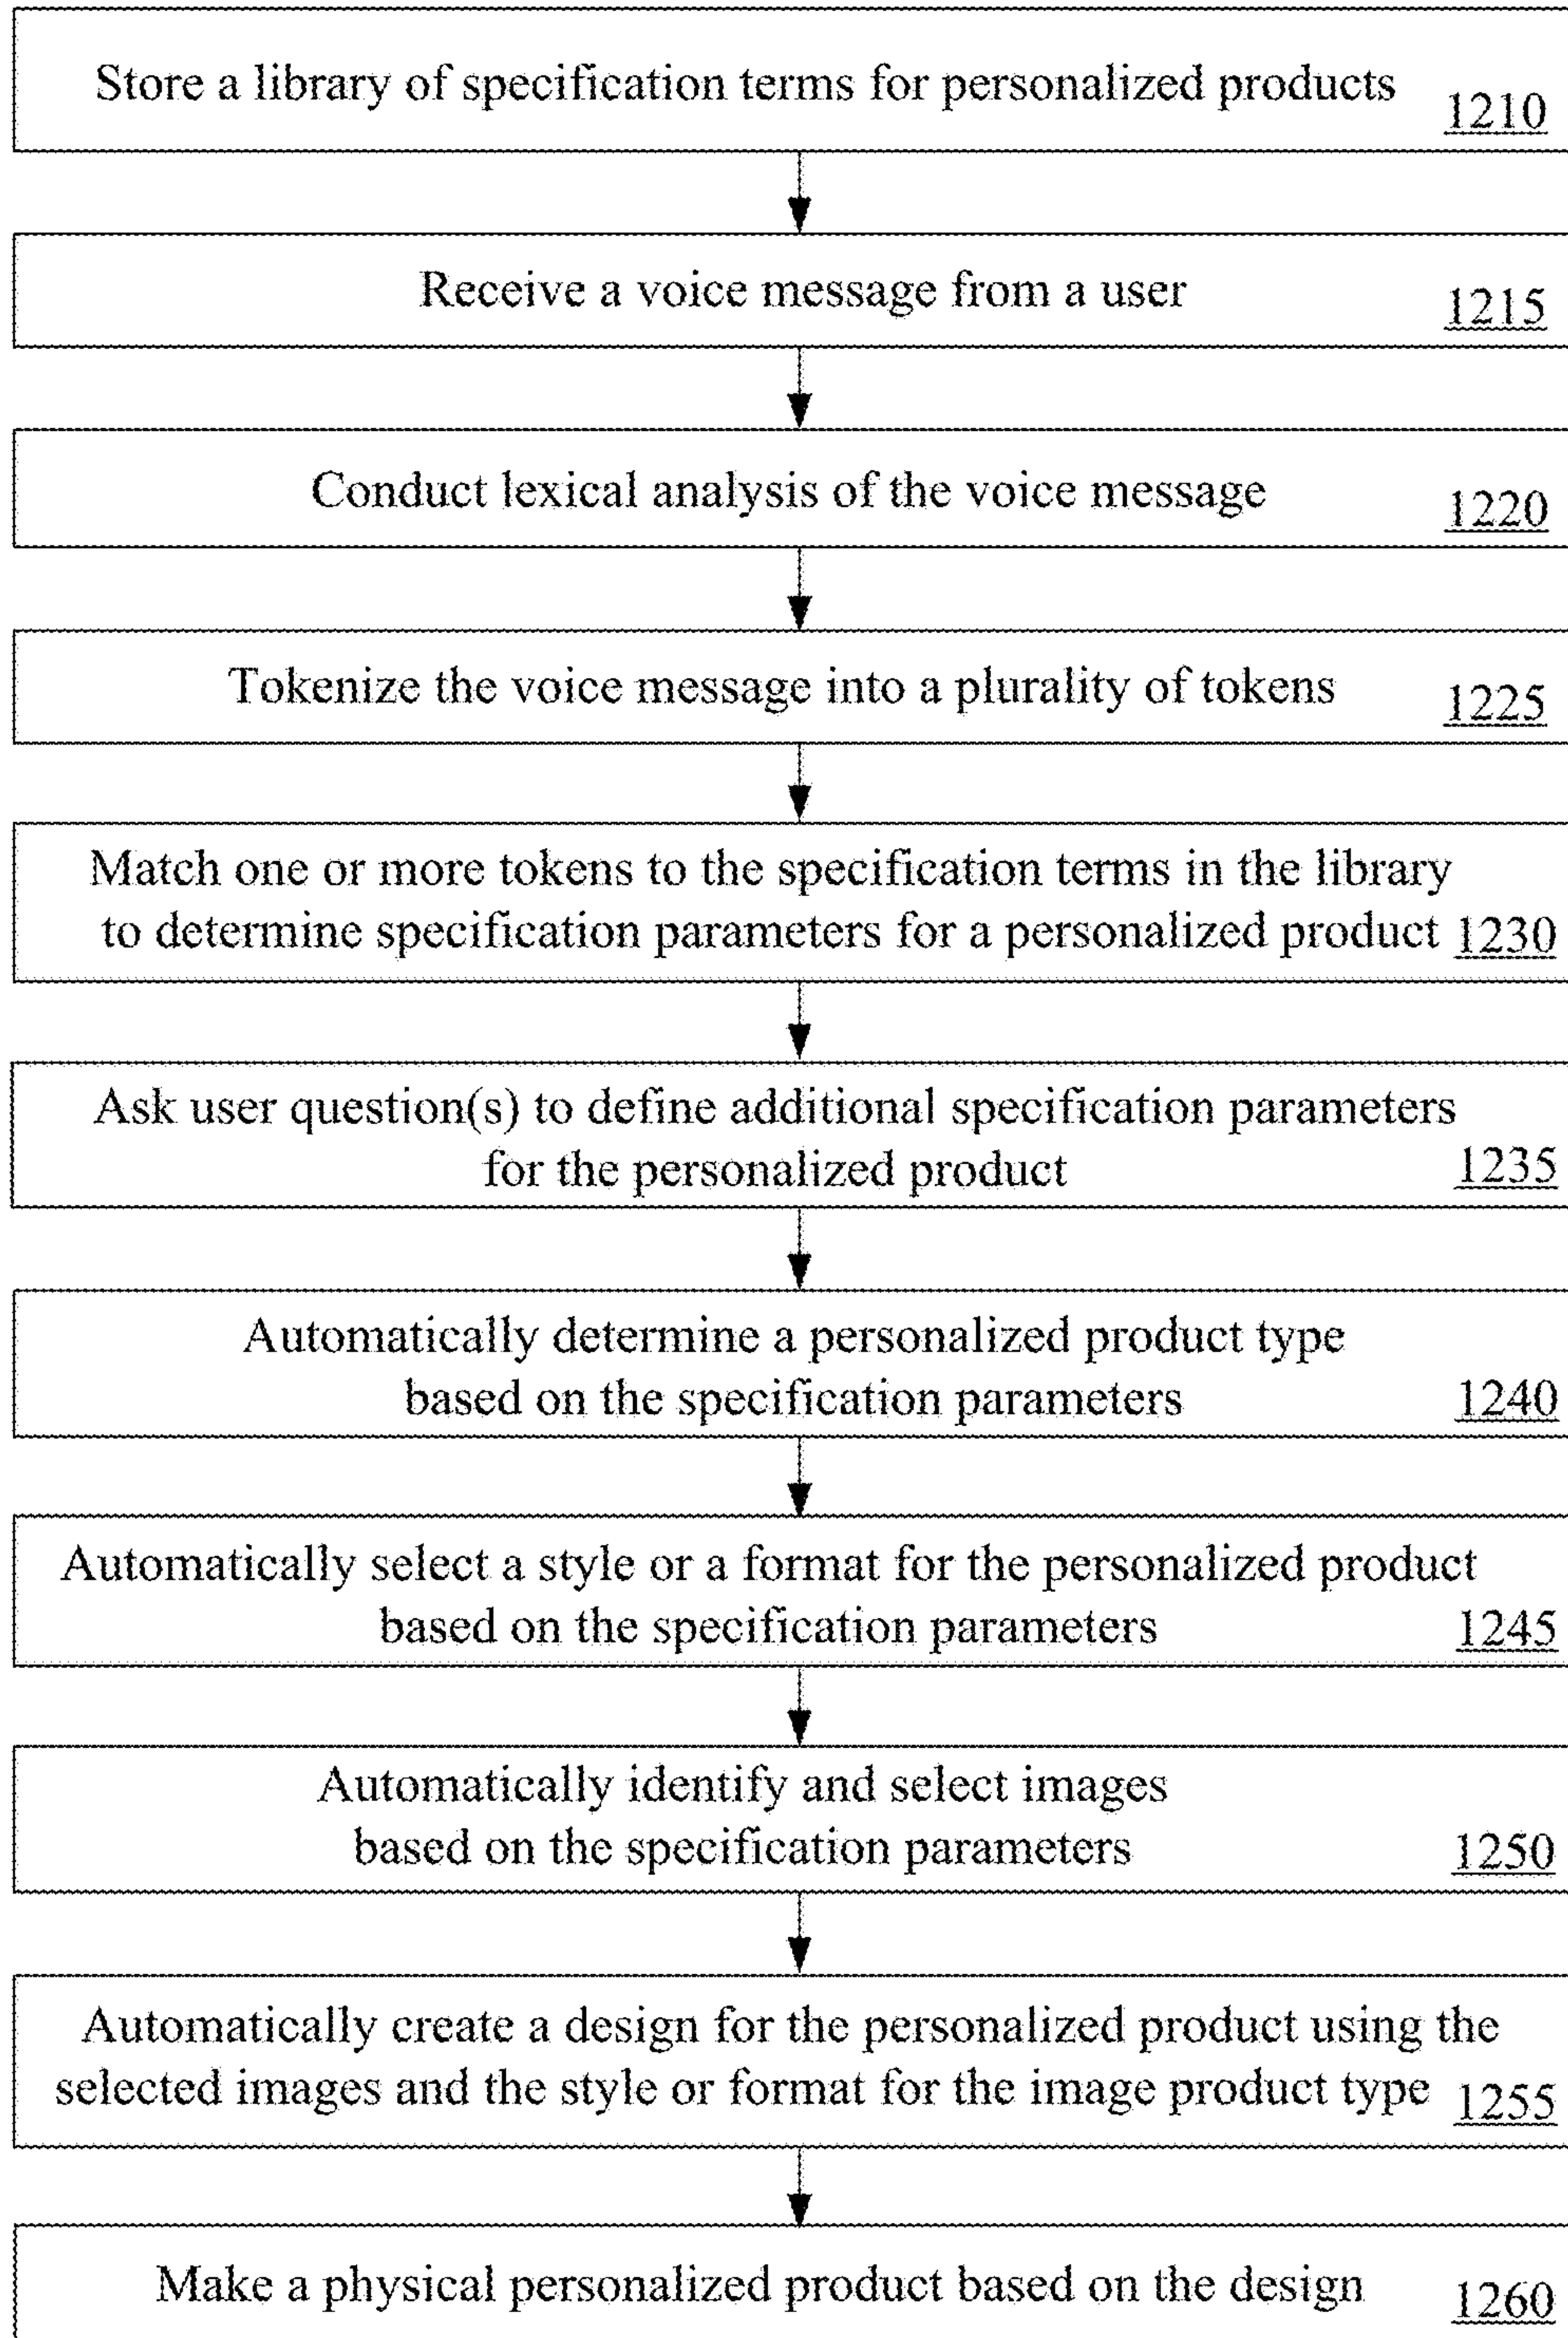 Store a library of specification terms for personalized products 1210
Receive a voice message from a user 1215
Conduct lexical analysis of the voice message 1220
Tokenize the voice message into a plurality of tokens 1225
Match one or more tokens to the specification terms in the library
to determine specification parameters for a personalized product 1230
Ask user question(s) to define additional specification parameters
for the personalized product 1235
Automatically determine a personalized product type
based on the specification parameters 1240
Automatically select a style or a format for the personalized product
based on the specification parameters 1245
Automatically identify and select images
based on the specification parameters 1250
Automatically create a design for the personalized product using the
selected images and the style or format for the image product type 1255
Make a physical personalized product based on the design 1260